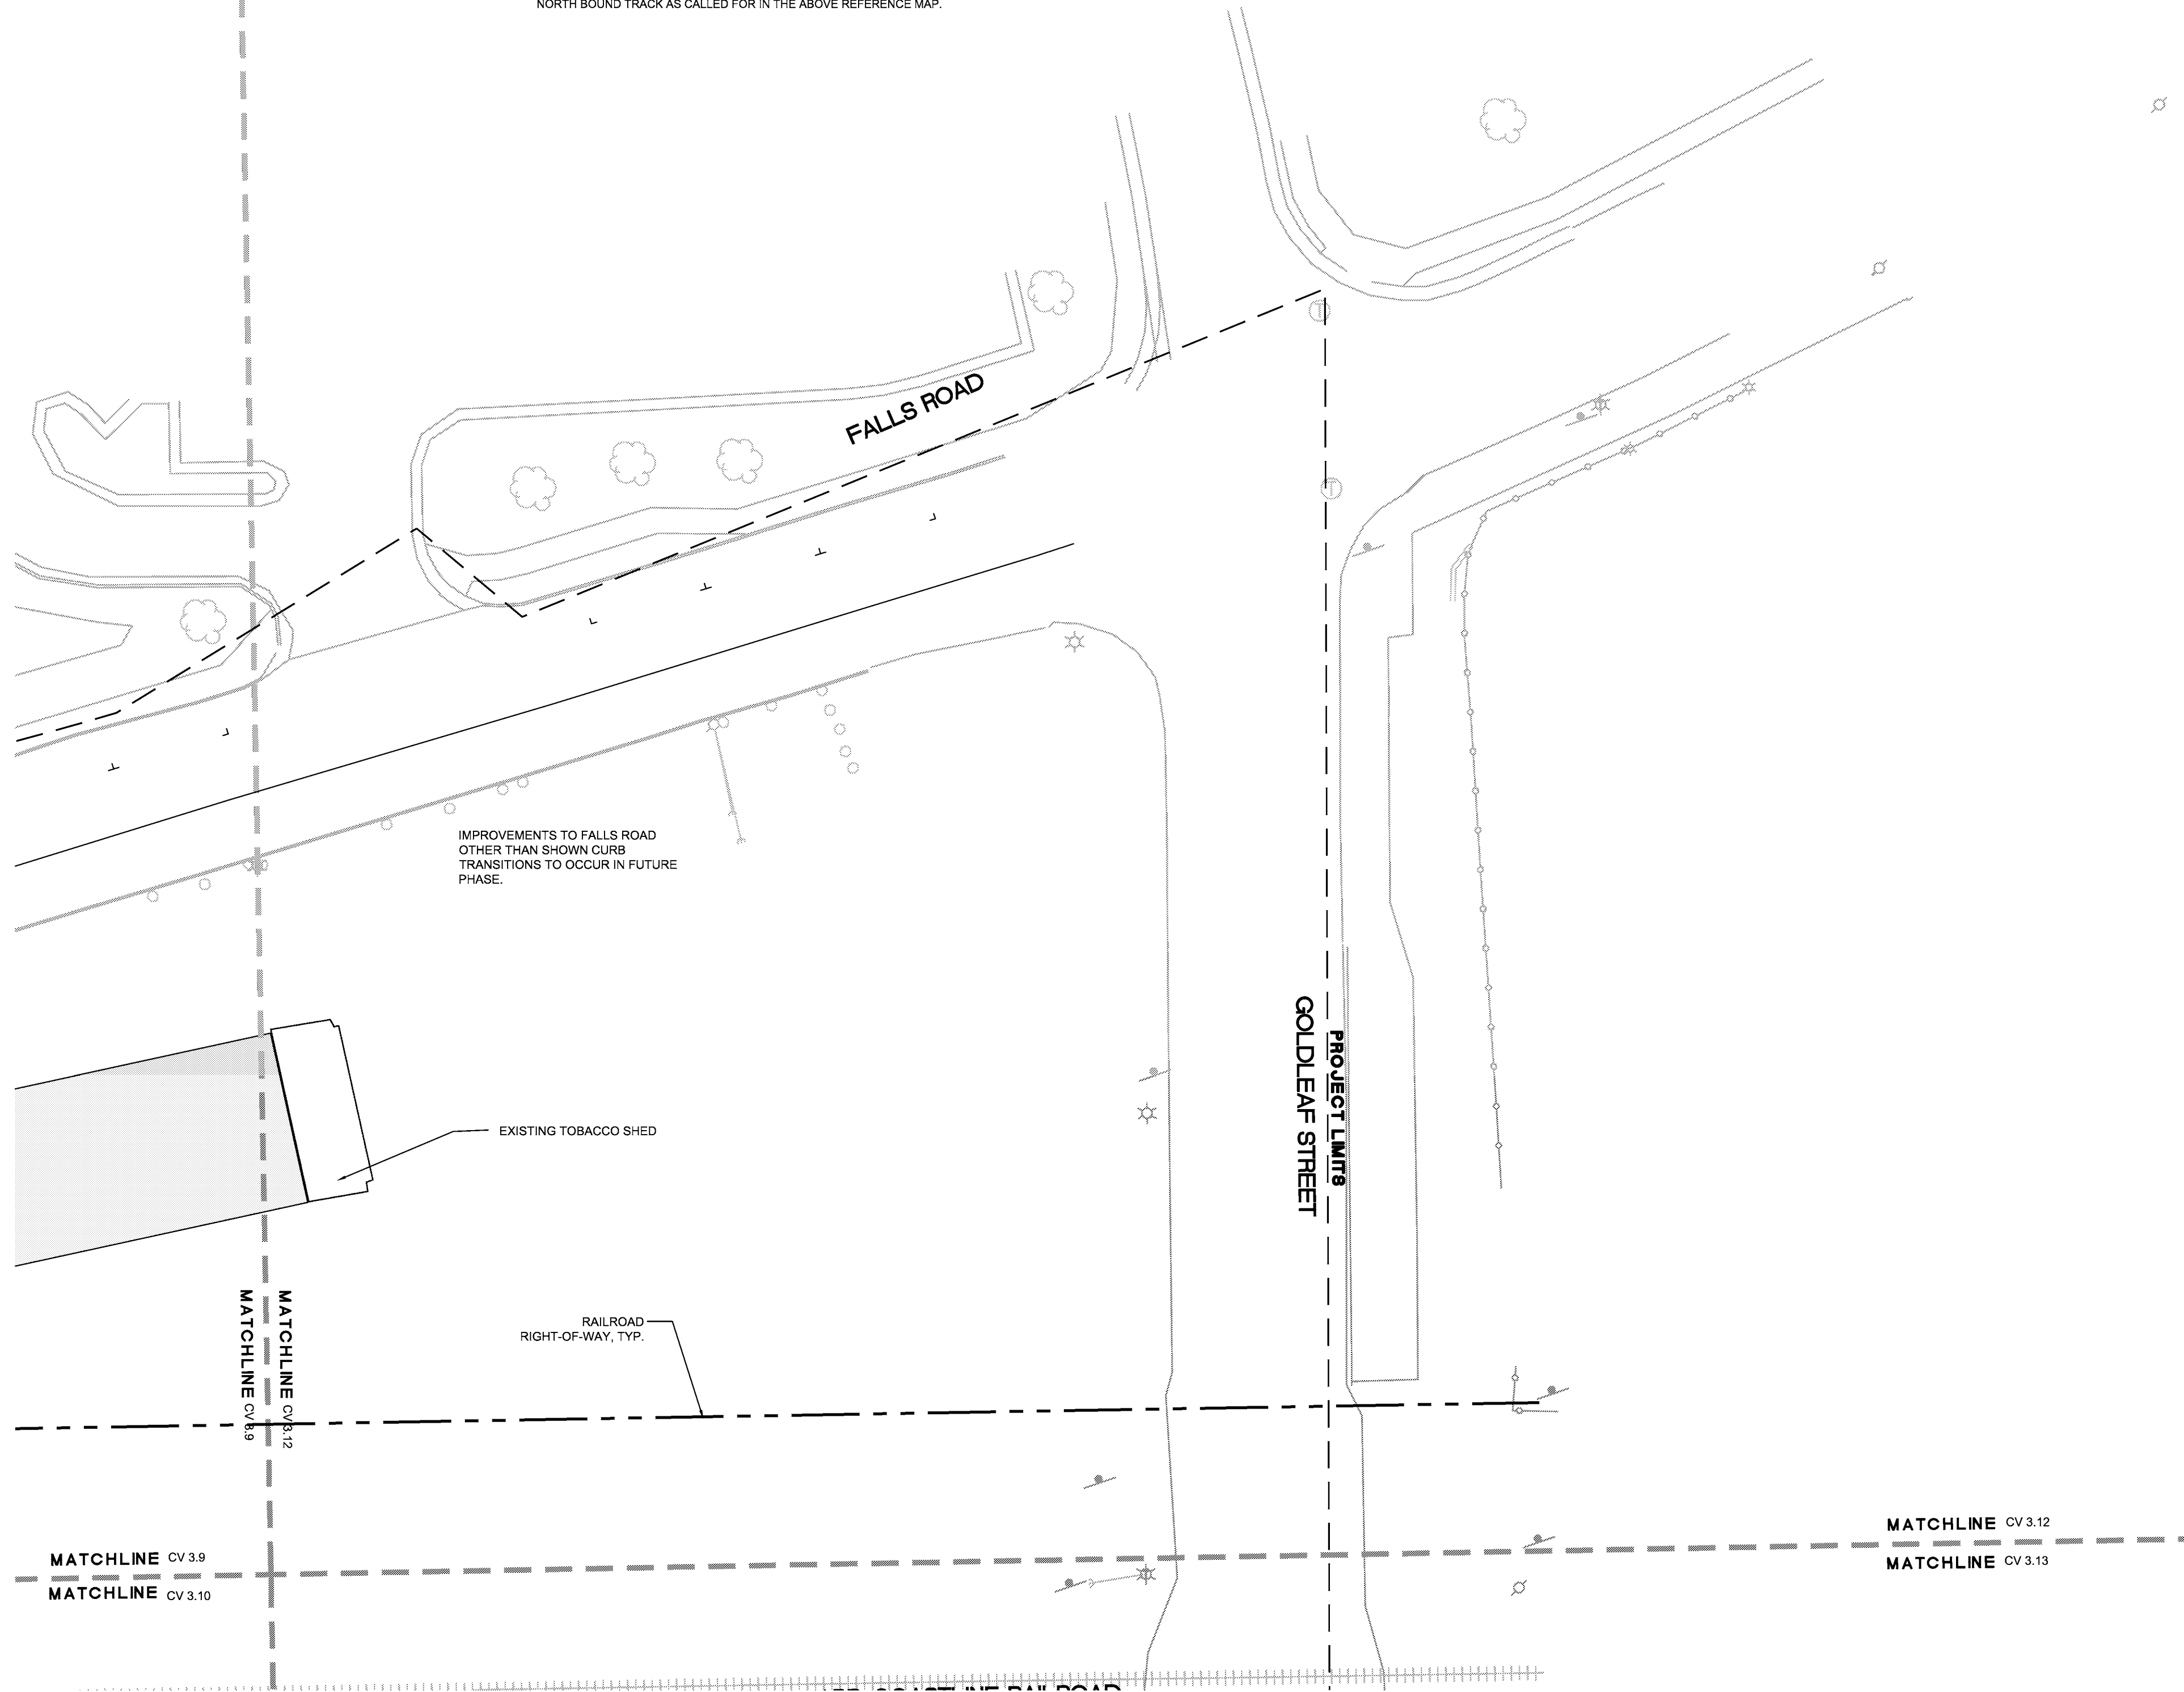 NORTH BOUND TRACK AS CALLED FOR IN THE ABOVE REFERENCE MAP.
FALLS ROAD
T
T
IMPROVEMENTS TO FALLS ROAD
OTHER THAN SHOWN CURB
TRANSITIONS TO OCCUR IN FUTURE
PHASE.
GOLDLEAF STREET
PROJECT LIMITS
EXISTING TOBACCO SHED
MATCHLINE CV 3.9
MATCHLINE CV 3.12
RAILROAD
RIGHT-OF-WAY, TYP.
MATCHLINE CV 3.12
MATCHLINE CV 3.13
MATCHLINE CV 3.9
MATCHLINE CV 3.10
COASTLINE RAILROAD